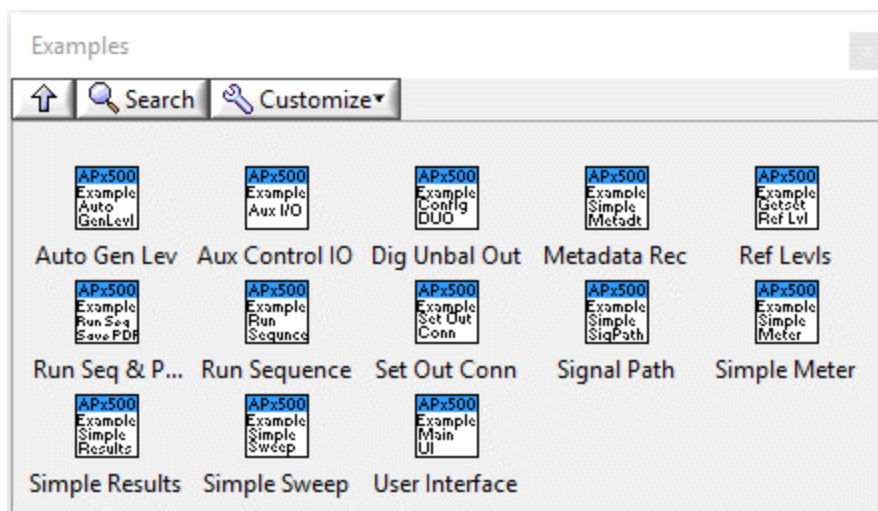 Examples
Search Customize
APx500 APx500 APx500 APx500 APx500
Example Example Example Example Example
Auto Aux I/O Config Simple Getset
GenLevl DUO Metadt Ref Lvl
Auto Gen Lev Aux Control IO Dig Unbal Out Metadata Rec Ref Levls
APx500 APx500 APx500 APx500 APx500
Example Example Example Example Example
Run Seq Run Set Out Simple Simple
Save PDF Sequnce Conn SigPath Meter
Run Seq & P... Run Sequence Set Out Conn Signal Path Simple Meter
APx500 APx500 APx500
Example Example Example
Simple Simple Main
Results Sweep UI
Simple Results Simple Sweep User Interface